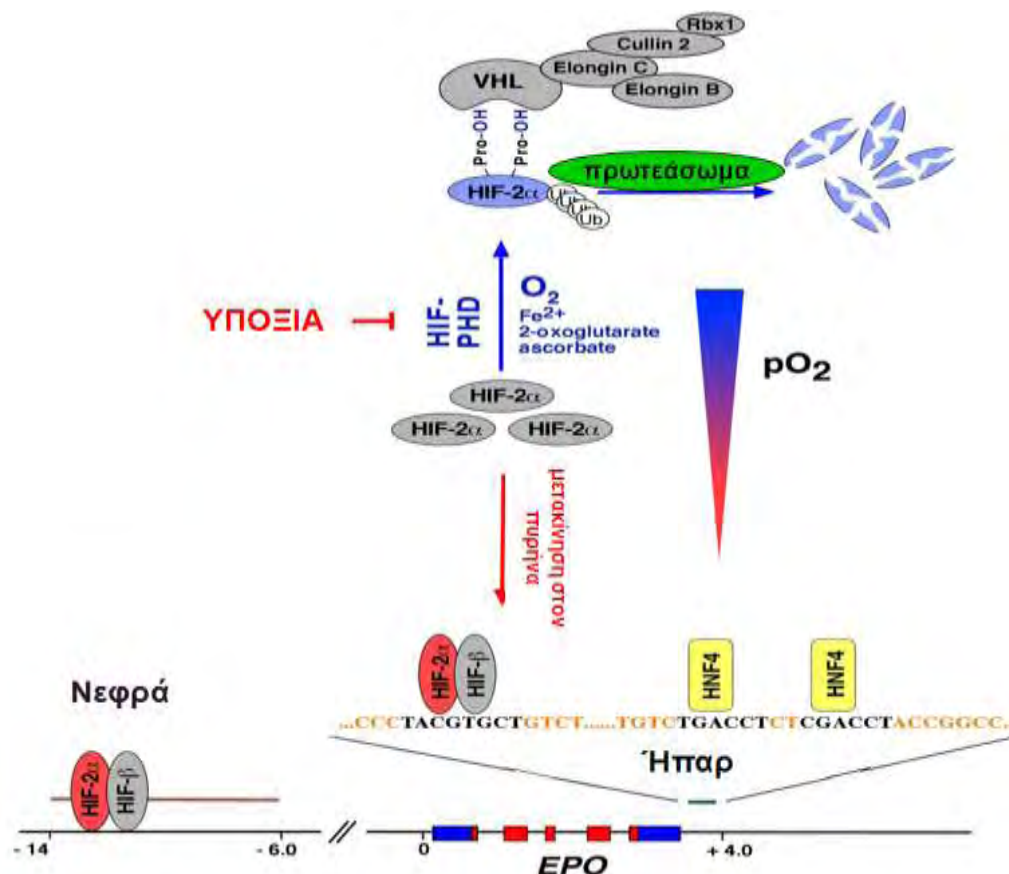 Rbx1
Cullin 2
Elongin C
VHL
Elongin B
Pro-OH
Pro-OH
πρωτεάσωμα
HIF-2α
Ub
Ub
Ub
Ub
O2
Fe2+
2-oxoglutarate
ascorbate
HIF-
PHD
ΥΠΟΞΙΑ
pO2
HIF-2α
HIF-2α
HIF-2α
μετακίνηση στον
πυρήνα
HIF-2α
HIF-β
HNF4
HNF4
Νεφρά
...CCCTACGTGCTGTCT......TGTCTGACCTCTCGACCTACCGGCC..
Ήπαρ
HIF-2α
HIF-β
- 14
- 6.0
0
EPO
+ 4.0